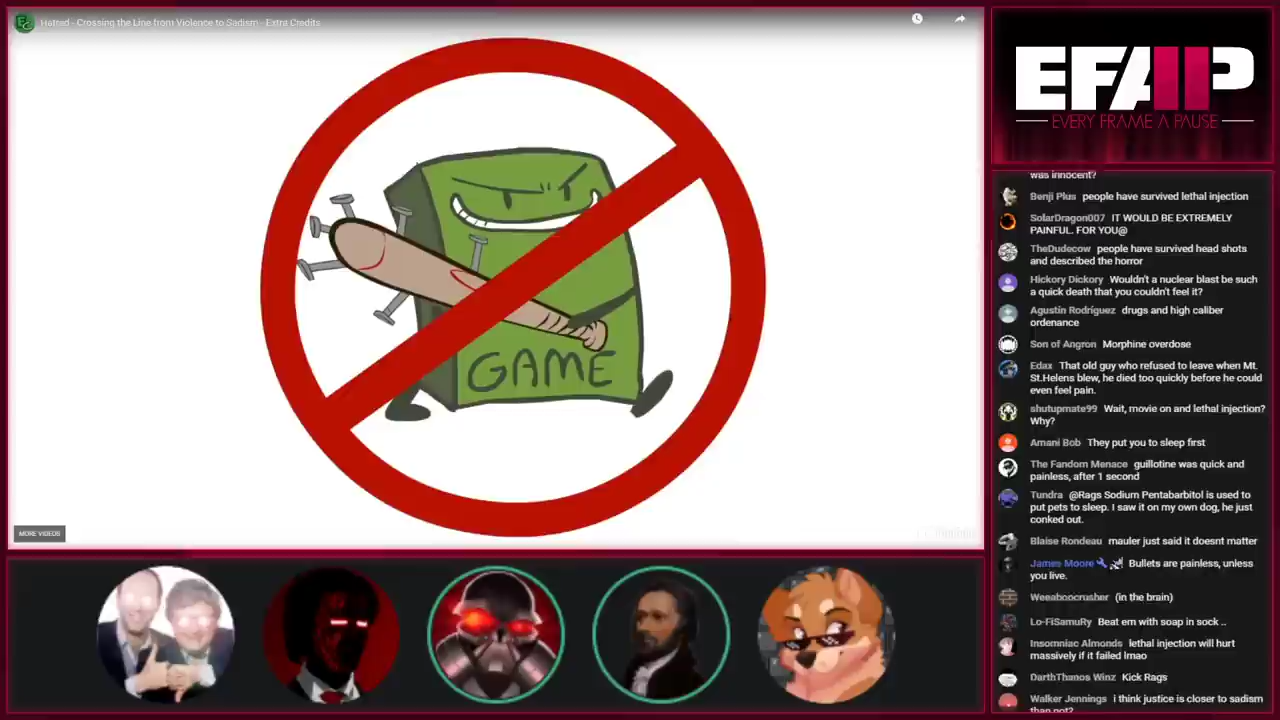 Hatred - Crossing the Line from Violence to Sadism - Extra Credits
GAME
MORE VIDEOS
EFAP
EVERY FRAME A PAUSE
was innocent?
Benji Plus people have survived lethal injection
SolarDragon007 IT WOULD BE EXTREMELY
PAINFUL. FOR YOU@
TheDudecow people have survived head shots
and described the horror
Hickory Dickory Wouldn't a nuclear blast be such
a quick death that you couldn't feel it?
Agustín Rodríguez drugs and high caliber
ordenance
Son of Angron Morphine overdose
Edax That old guy who refused to leave when Mt.
St.Helens blew, he died too quickly before he could
even feel pain.
shutupmate99 Wait, movie on and lethal injection?
Why?
Amani Bob They put you to sleep first
The Fandom Menace guillotine was quick and
painless, after 1 second
Tundra @Rags Sodium Pentabarbitol is used to
put pets to sleep. I saw it on my own dog, he just
conked out.
Blaise Rondeau mauler just said it doesnt matter
James Moore Bullets are painless, unless
you live.
Weeaboocrusher (in the brain)
Lo-FiSamuRy Beat em with soap in sock ..
Insomniac Almonds lethal injection will hurt
massively if it failed lmao
DarthThanos Winz Kick Rags
Walker Jennings i think justice is closer to sadism
than not?